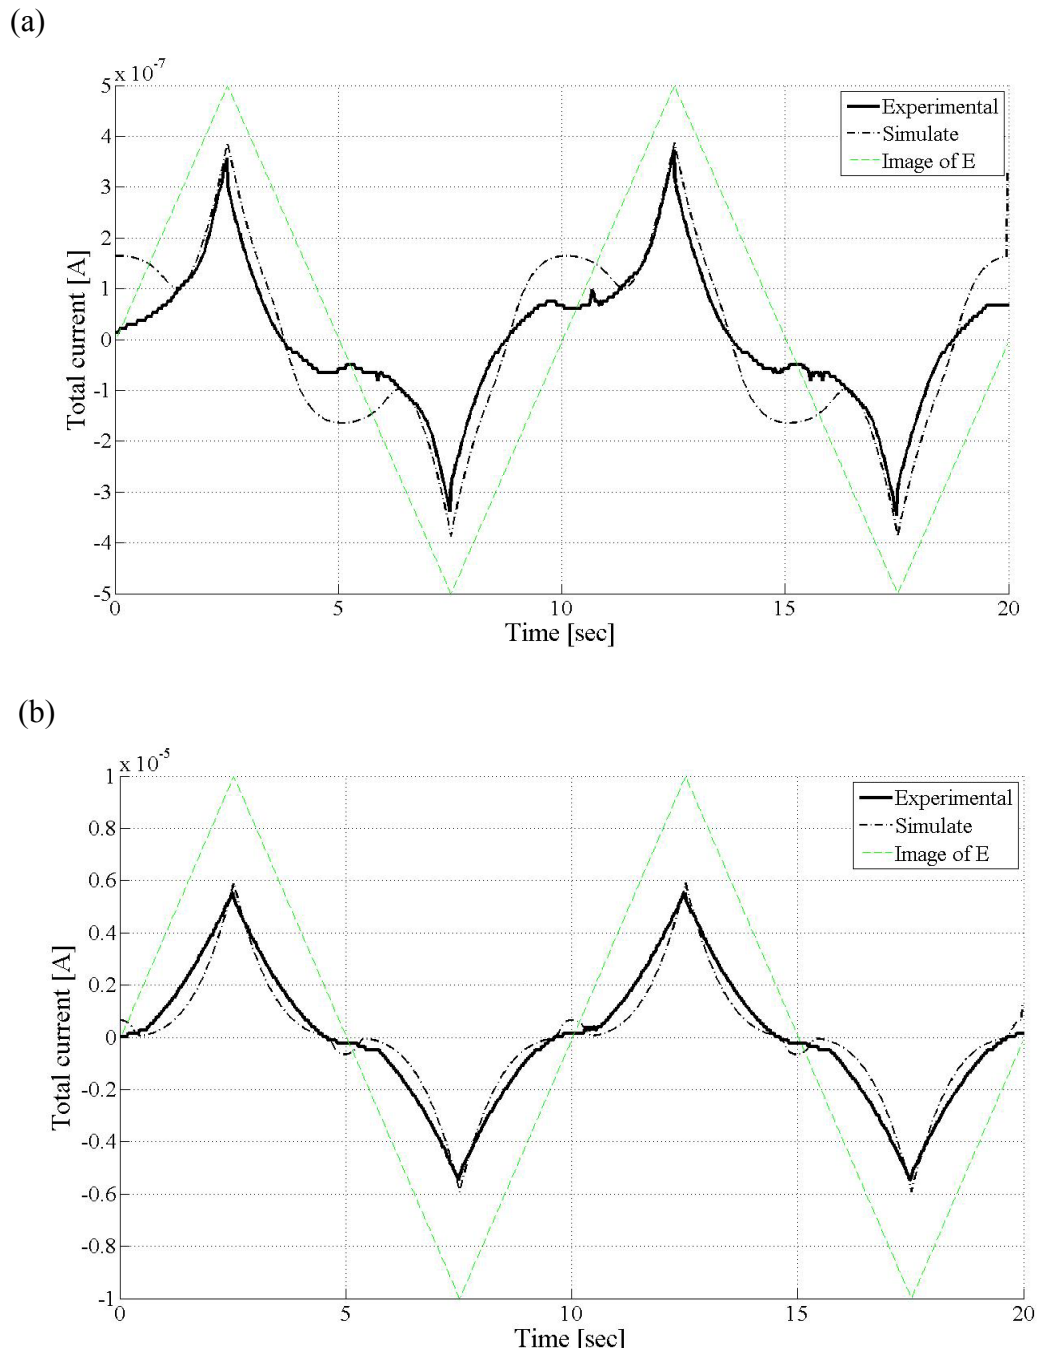 (a)
5 x 10-7
Experimental
Simulate
Image of E
4
3
2
1
0
-1
-2
-3
-4
-5
Total current [A]
0 5 10 15 20
Time [sec]
(b)
1 x 10-5
Experimental
Simulate
Image of E
0.8
0.6
0.4
0.2
0
-0.2
-0.4
-0.6
-0.8
-1
Total current [A]
0 5 10 15 20
Time [sec]